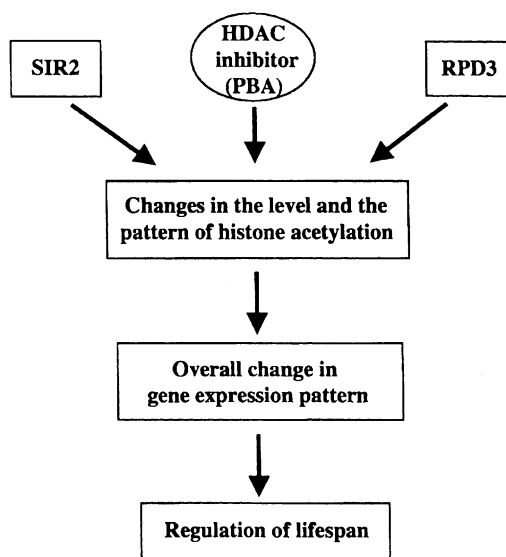 SIR2
HDAC
inhibitor
(PBA)
RPD3
Changes in the level and the
pattern of histone acetylation
Overall change in
gene expression pattern
Regulation of lifespan